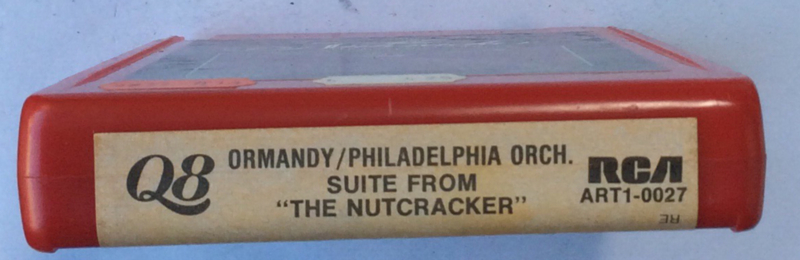 Q8
ORMANDY/PHILADELPHIA ORCH.
SUITE FROM
"THE NUTCRACKER"
RCA
ART1-0027
RE